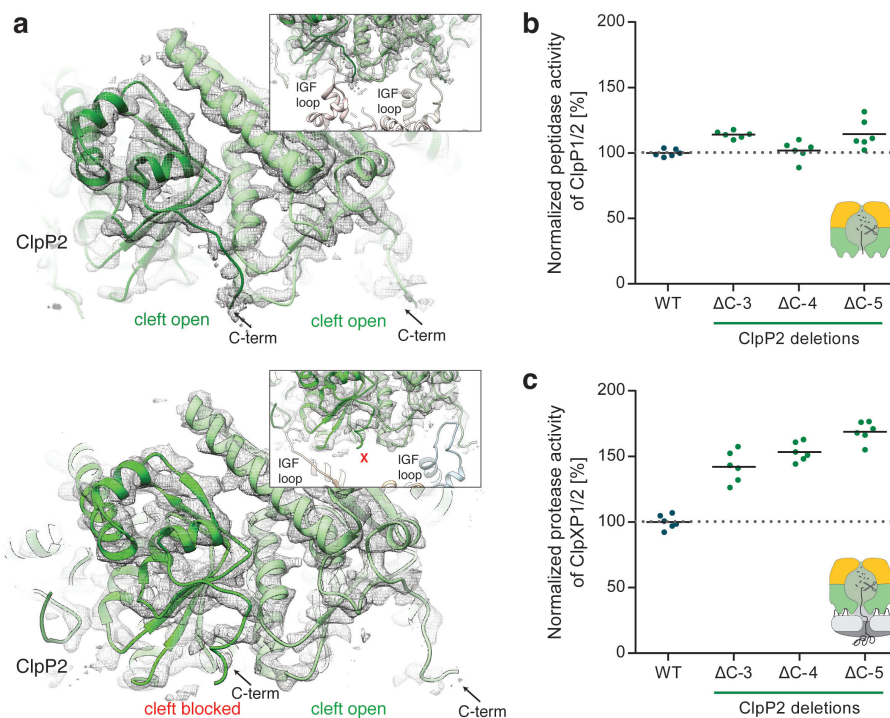 a
IGF
loop
IGF
loop
ClpP2
cleft open
cleft open
C-term
C-term
IGF
loop
X
IGF
loop
ClpP2
C-term
C-term
cleft blocked
cleft open
b
Normalized peptidase activity
of ClpP1/2 [%]
200
150
100
50
0
WT
ΔC-3
ΔC-4
ΔC-5
ClpP2 deletions
c
Normalized protease activity
of ClpXP1/2 [%]
200
150
100
50
0
WT
ΔC-3
ΔC-4
ΔC-5
ClpP2 deletions